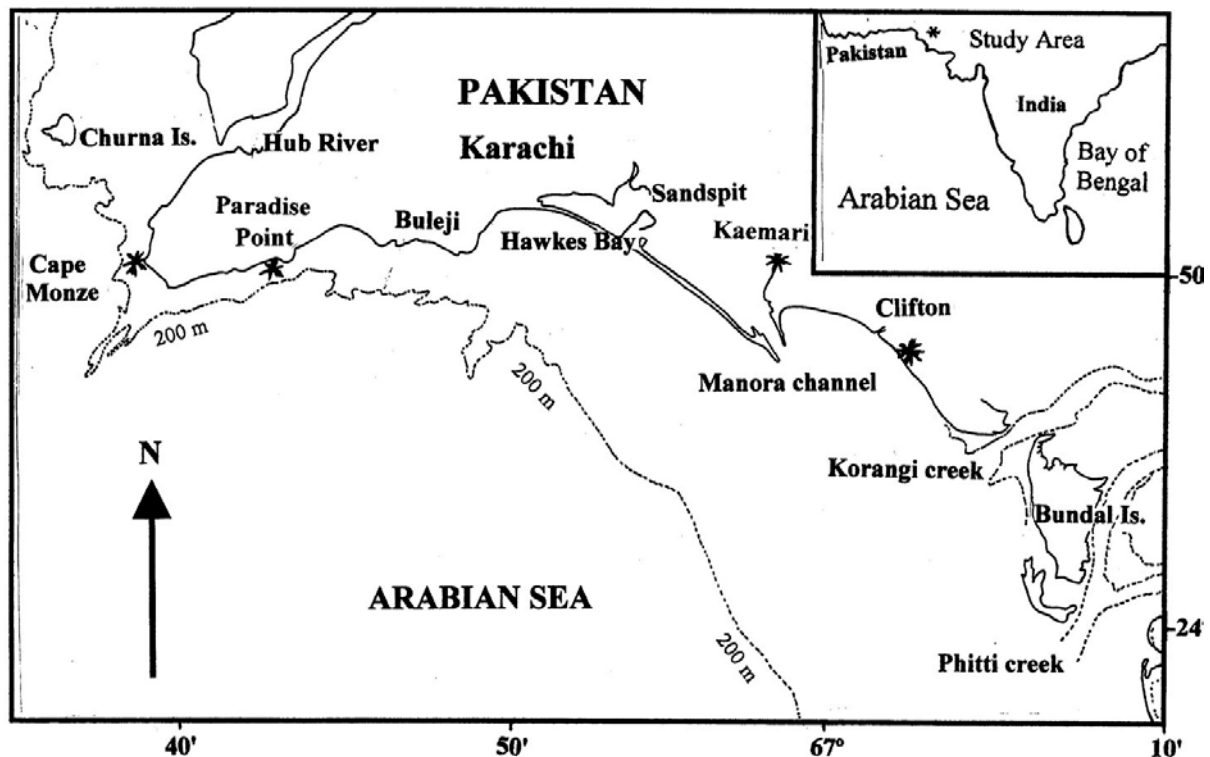 PAKISTAN
Karachi
Churna Is.
Hub River
Paradise
Point
Buleji
Sandspit
Hawkes Bay
Kaemari
Cape
Monze
Clifton
200 m
200 m
200 m
Manora channel
Korangi creek
Bundal Is.
N
ARABIAN SEA
Phitti creek
Pakistan
* Study Area
India
Bay of
Bengal
Arabian Sea
50
24
40'
50'
67°
10'